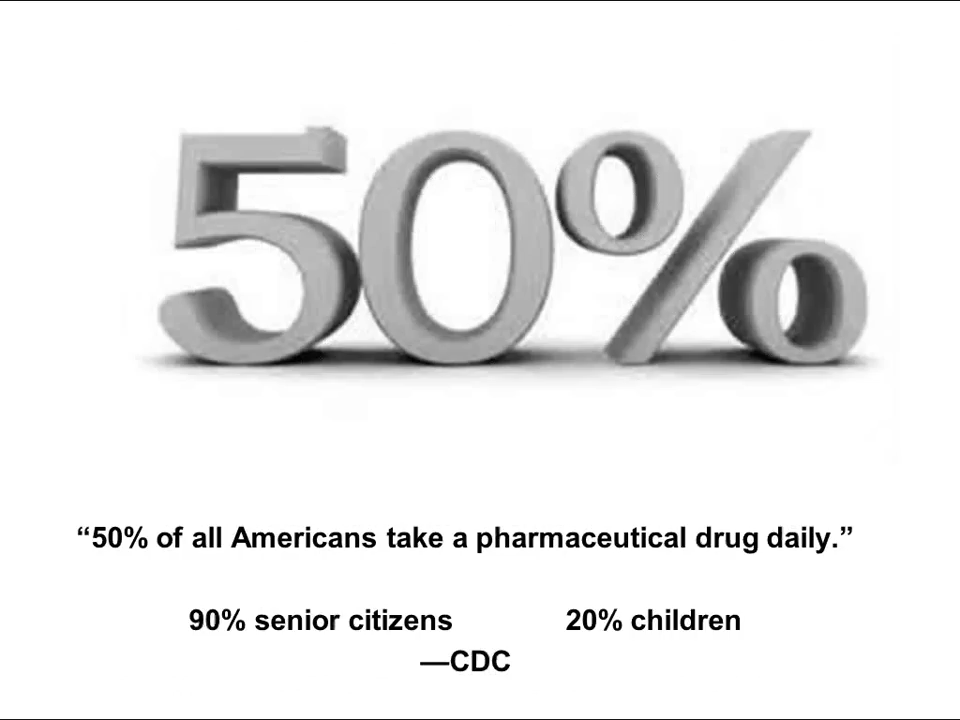 50%
“50% of all Americans take a pharmaceutical drug daily.”
90% senior citizens 20% children
—CDC